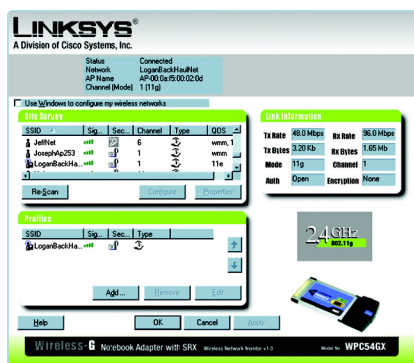 LINKSYS®
A Division of Cisco Systems, Inc.
Status Connected
Network LoganBackHaulNet
AP Name AP-00:0a:f5:00:02:0d
Channel (Mode) 1 (11g)
Use Windows to configure my wireless networks
Site Survey
SSID Sig... Sec... Channel Type QOS
JeffNet 6 wmm, 1
JosephAp253 1 wmm
LoganBackHa... 1 11e
Re-Scan Configure Properties
Link Information
Tx Rate 48.0 Mbps Rx Rate 96.0 Mbps
Tx Bytes 3.20 Kb Rx Bytes 1.65 Mb
Mode 11g Channel 1
Auth Open Encryption None
Profiles
SSID Sig... Sec... Type
LoganBackHa...
Add... Remove Edit
2.4GHz
802.11g
Help OK Cancel Apply
Wireless-G Notebook Adapter with SRX Wireless Network Monitor v1.0 Model No. WPC54GX